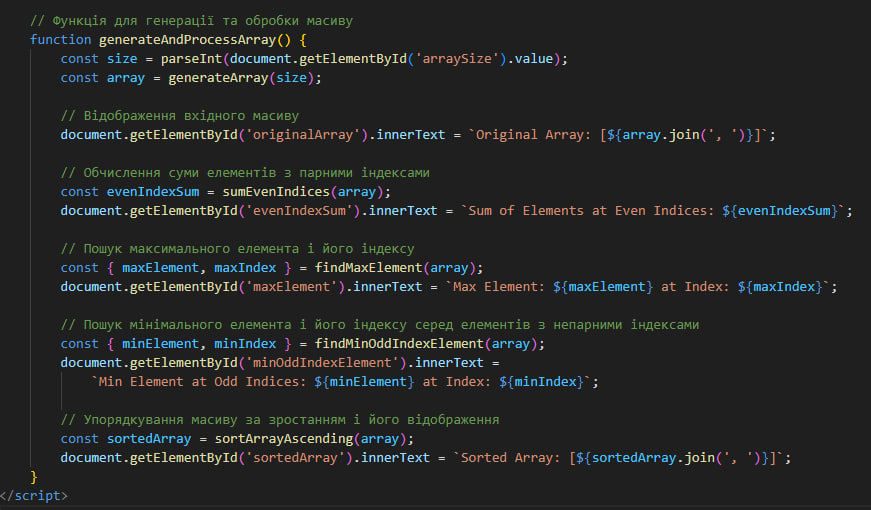 // Функція для генерації та обробки масиву
function generateAndProcessArray() {
const size = parseInt(document.getElementById('arraySize').value);
const array = generateArray(size);
// Відображення вхідного масиву
document.getElementById('originalArray').innerText = `Original Array: [${array.join(', ')}]`;
// Обчислення суми елементів з парними індексами
const evenIndexSum = sumEvenIndices(array);
document.getElementById('evenIndexSum').innerText = `Sum of Elements at Even Indices: ${evenIndexSum}`;
// Пошук максимального елемента і його індексу
const { maxElement, maxIndex } = findMaxElement(array);
document.getElementById('maxElement').innerText = `Max Element: ${maxElement} at Index: ${maxIndex}`;
// Пошук мінімального елемента і його індексу серед елементів з непарними індексами
const { minElement, minIndex } = findMinOddIndexElement(array);
document.getElementById('minOddIndexElement').innerText =
`Min Element at Odd Indices: ${minElement} at Index: ${minIndex}`;
// Упорядкування масиву за зростанням і його відображення
const sortedArray = sortArrayAscending(array);
document.getElementById('sortedArray').innerText = `Sorted Array: [${sortedArray.join(', ')}]`;
}
</script>